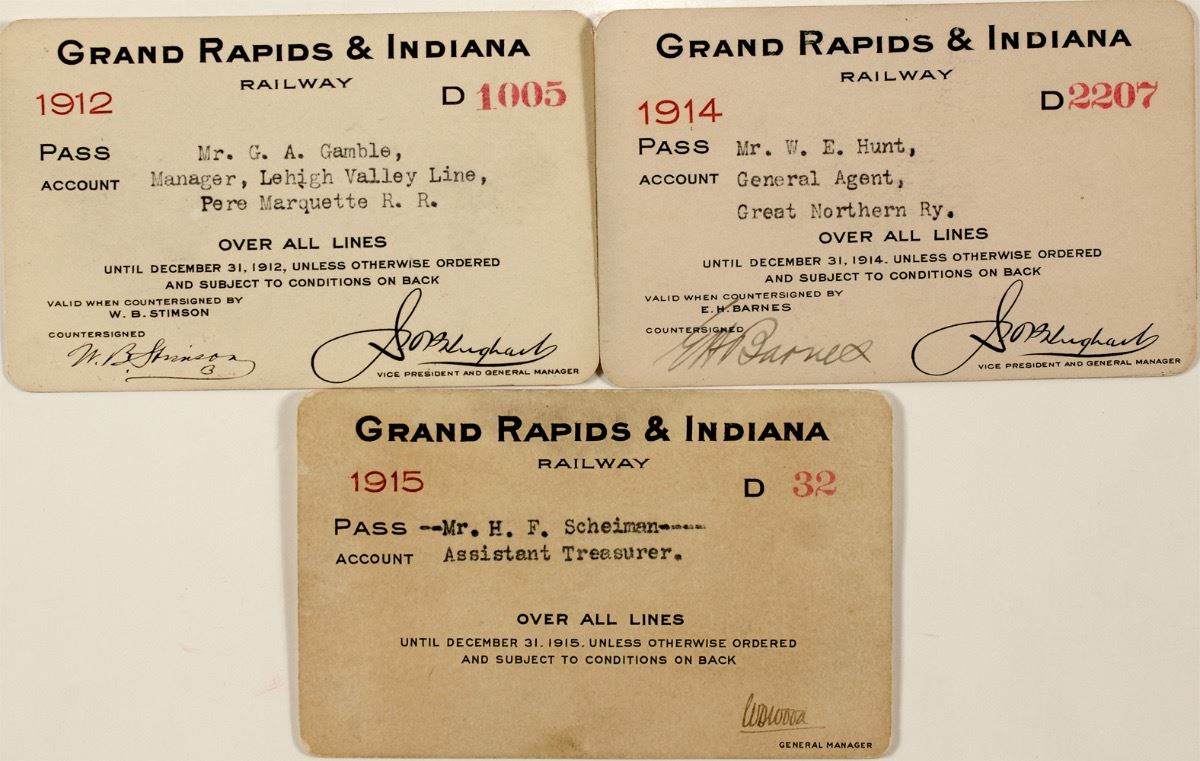 GRAND RAPIDS & INDIANA
RAILWAY
1912
D 1005
PASS Mr. G. A. Gamble,
ACCOUNT Manager, Lehigh Valley Line,
Pere Marquette R. R.
OVER ALL LINES
UNTIL DECEMBER 31, 1912, UNLESS OTHERWISE ORDERED
AND SUBJECT TO CONDITIONS ON BACK
VALID WHEN COUNTERSIGNED BY
W. B. STIMSON
COUNTERSIGNED
W. B. Stimson
B
VICE PRESIDENT AND GENERAL MANAGER
GRAND RAPIDS & INDIANA
RAILWAY
1914
D 2207
PASS Mr. W. E. Hunt,
ACCOUNT General Agent,
Great Northern Ry.
OVER ALL LINES
UNTIL DECEMBER 31, 1914. UNLESS OTHERWISE ORDERED
AND SUBJECT TO CONDITIONS ON BACK
VALID WHEN COUNTERSIGNED BY
E. H. BARNES
COUNTERSIGNED
E H Barnes
VICE PRESIDENT AND GENERAL MANAGER
GRAND RAPIDS & INDIANA
RAILWAY
1915
D 32
PASS --Mr. H. F. Scheiman-----
ACCOUNT Assistant Treasurer.
OVER ALL LINES
UNTIL DECEMBER 31. 1915. UNLESS OTHERWISE ORDERED
AND SUBJECT TO CONDITIONS ON BACK
GENERAL MANAGER